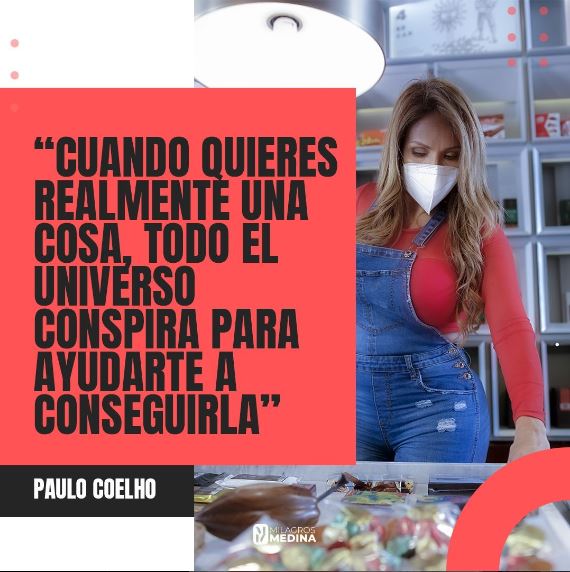 “CUANDO QUIERES
REALMENTE UNA
COSA, TODO EL
UNIVERSO
CONSPIRA PARA
AYUDARTE A
CONSEGUIRLA”
PAULO COELHO
MILAGROS
MEDINA